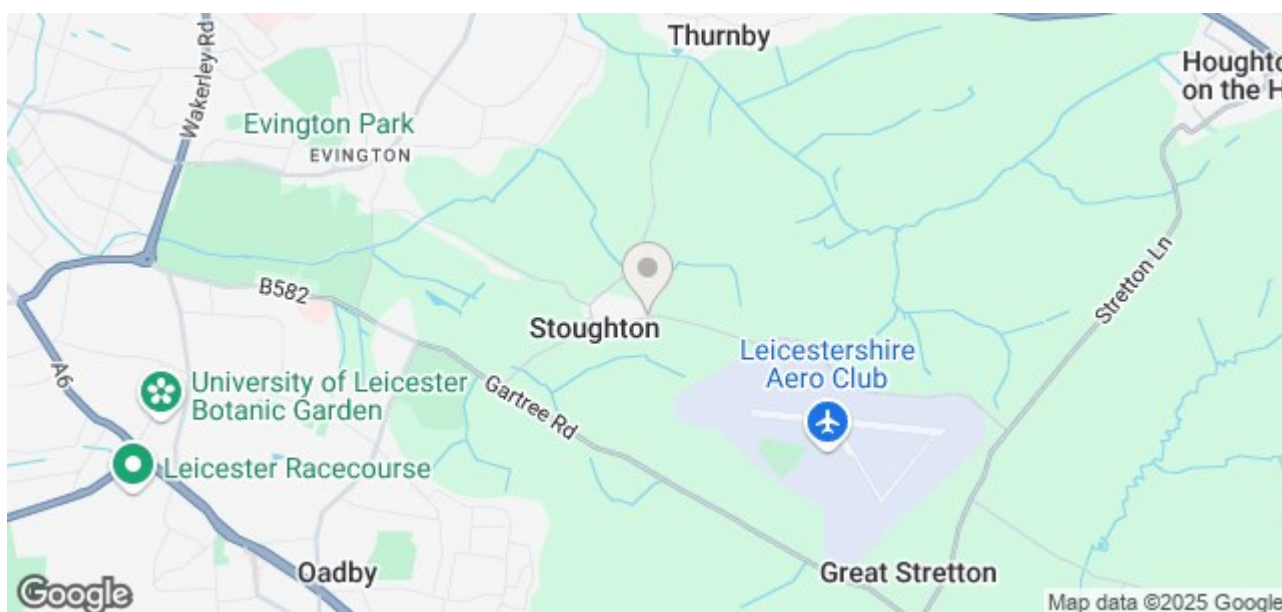 Thurnby
Houghto
on the H
Wakerley Rd
Evington Park
EVINGTON
Stretton Ln
B582
Stoughton
Leicestershire
Aero Club
A6
University of Leicester
Botanic Garden
Gartree Rd
Leicester Racecourse
Oadby
Great Stretton
Google
Map data ©2025 Google